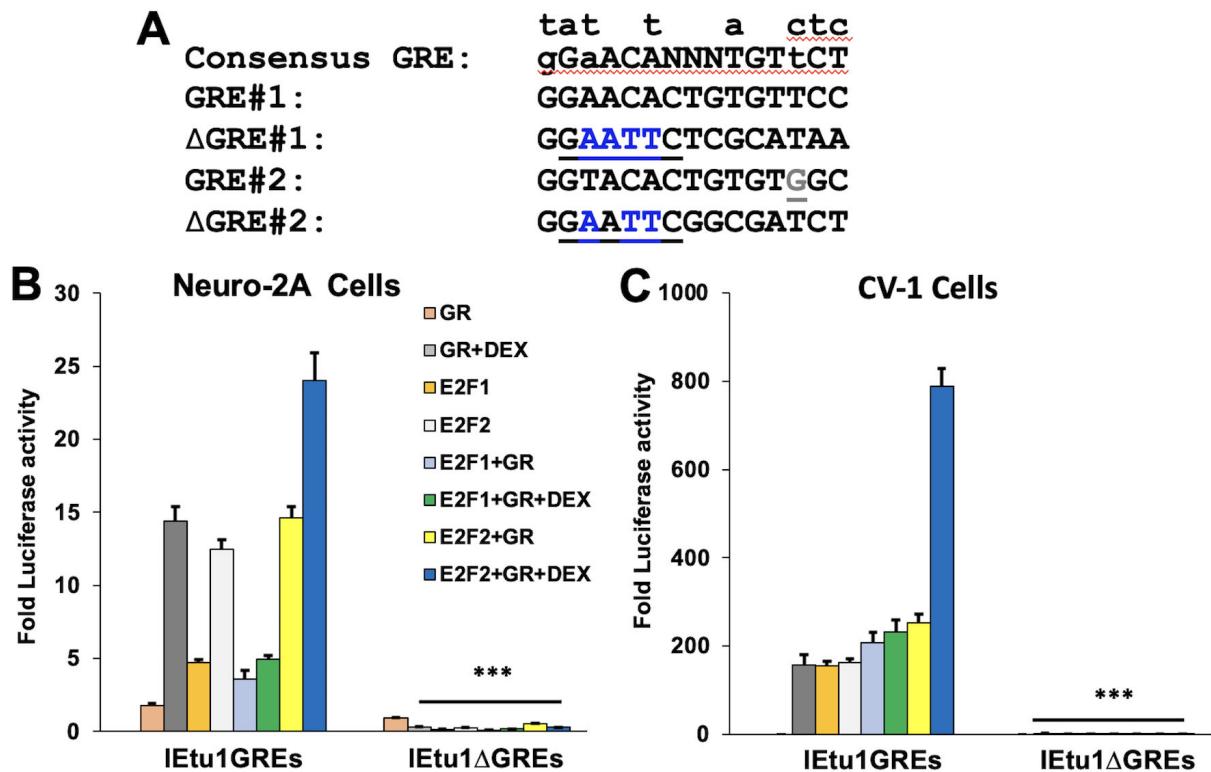 A
tat t a ctc
Consensus GRE: gGaACANNNTGTtCT
GRE#1: GGAACACTGTGTTCC
ΔGRE#1: GGAATTCTCGCATAA
GRE#2: GGTACACTGTGTGGC
ΔGRE#2: GGAATTCGGCGATCT
B
Neuro-2A Cells
Fold Luciferase activity
30
25
20
15
10
5
0
GR
GR+DEX
E2F1
E2F2
E2F1+GR
E2F1+GR+DEX
E2F2+GR
E2F2+GR+DEX
***
IEtu1GREs
IEtu1ΔGREs
C
CV-1 Cells
Fold Luciferase activity
1000
800
600
400
200
0
***
IEtu1GREs
IEtu1ΔGREs